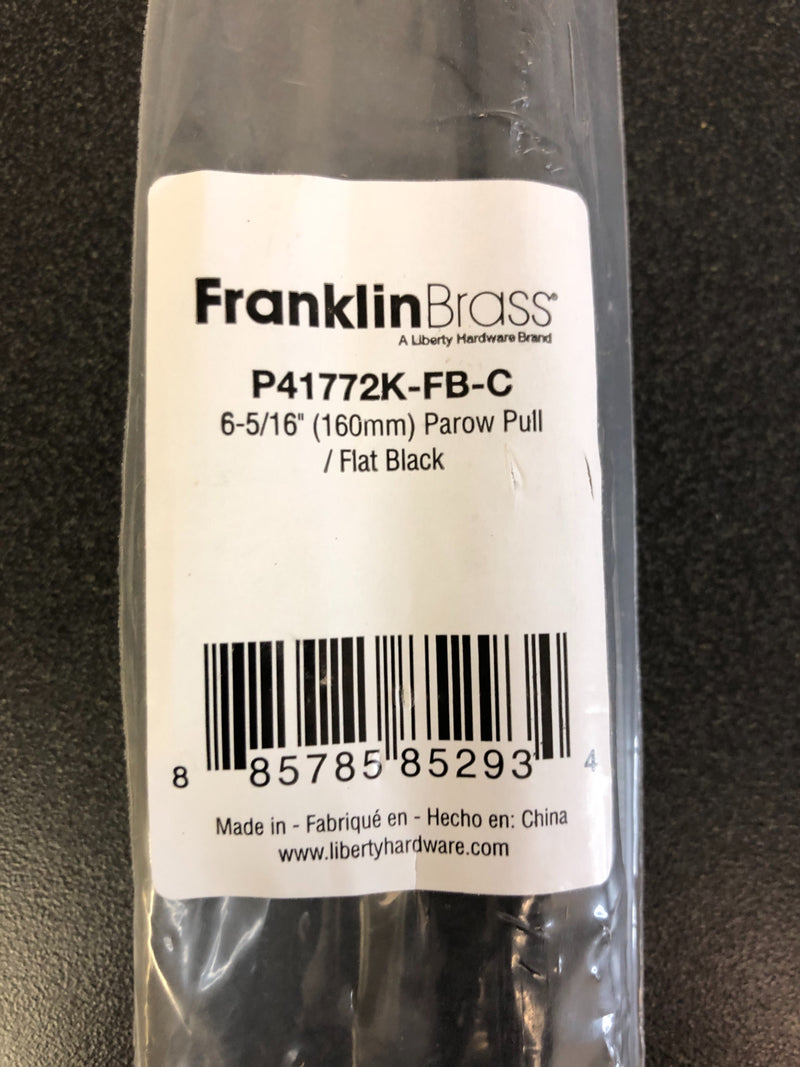 FranklinBrass®
A Liberty Hardware Brand
P41772K-FB-C
6-5/16" (160mm) Parow Pull
/ Flat Black
8 85785 85293 4
Made in - Fabriqué en - Hecho en: China
www.libertyhardware.com